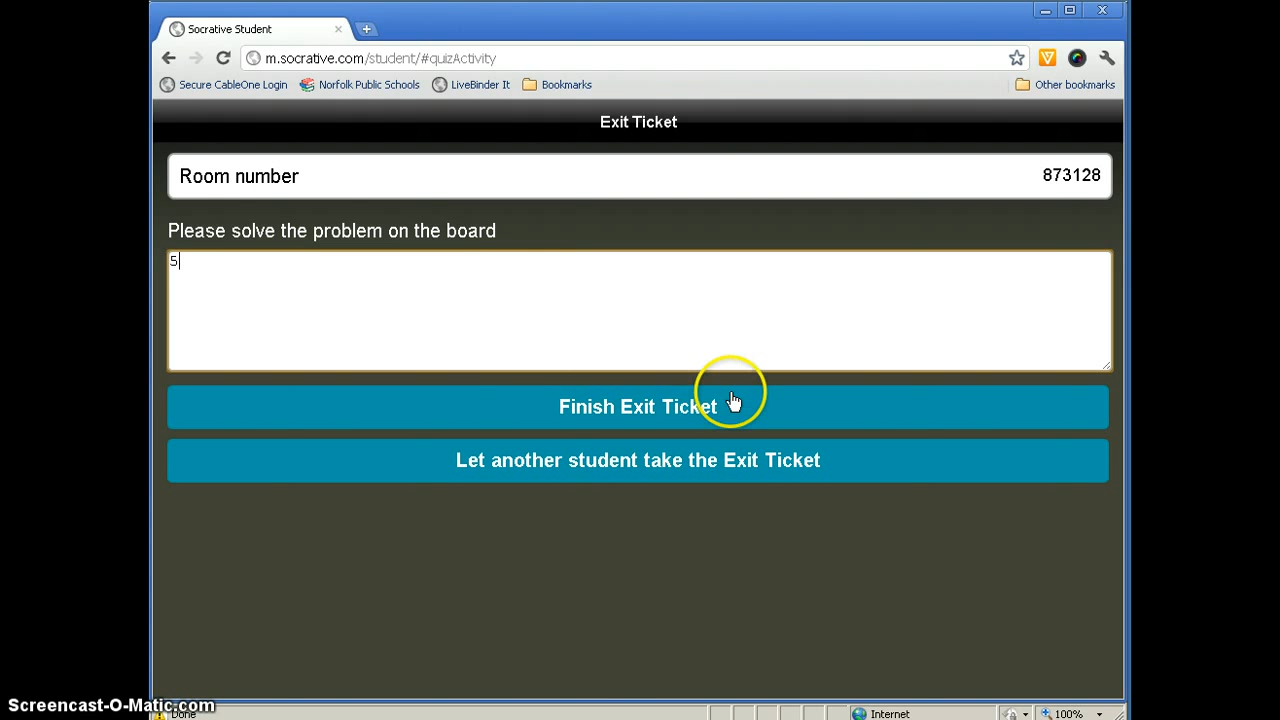 Socrative Student
m.socrative.com/student/#quizActivity
Secure CableOne Login Norfolk Public Schools LiveBinder It Bookmarks Other bookmarks
Exit Ticket
Room number 873128
Please solve the problem on the board
5
Finish Exit Ticket
Let another student take the Exit Ticket
Screencast-O-Matic.com
Done Internet 100%